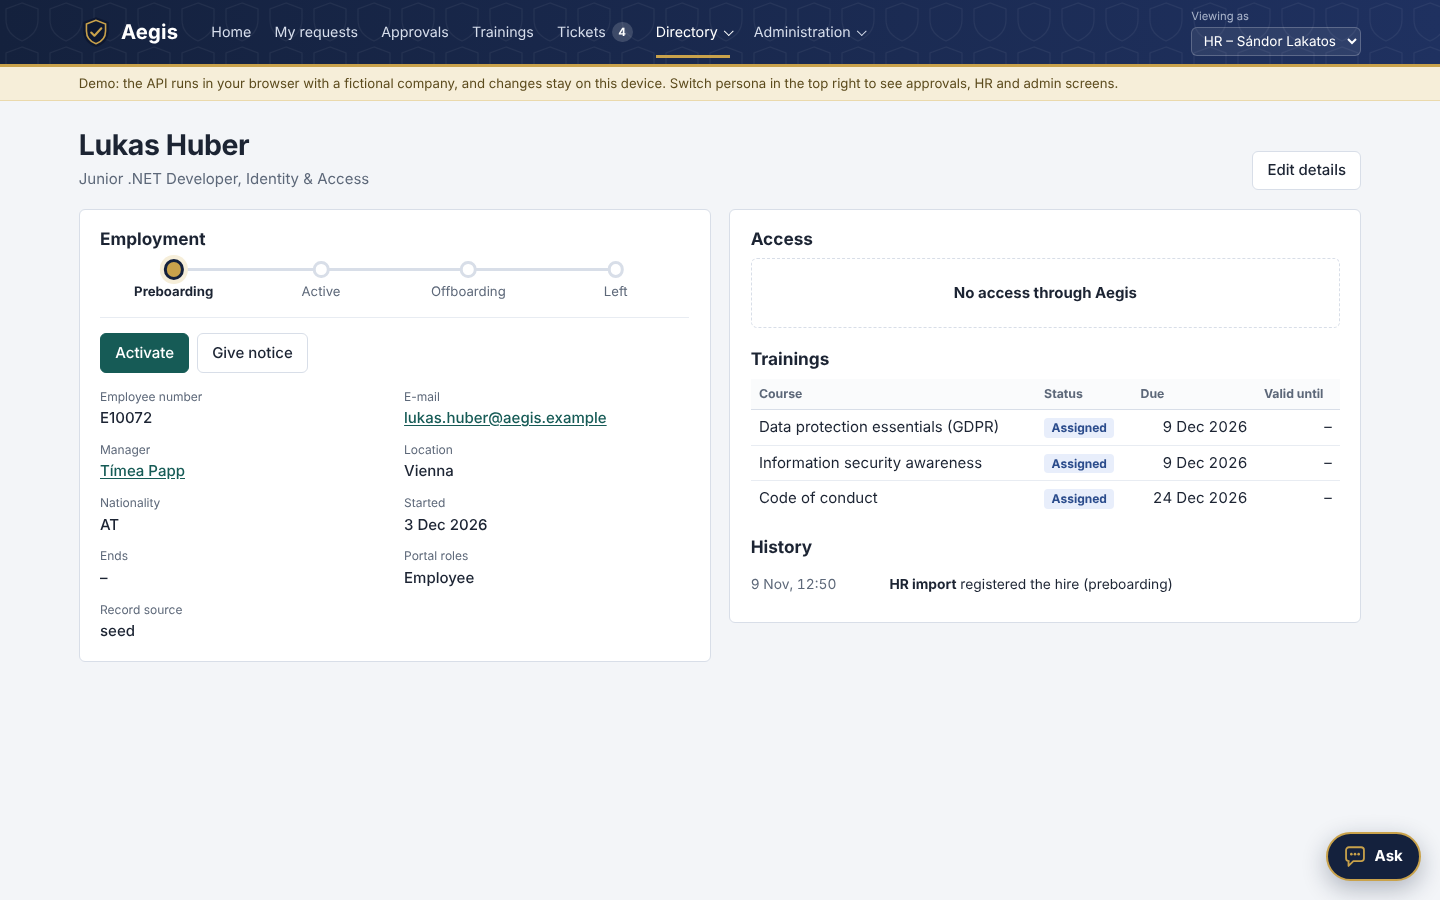 Aegis
Home
My requests
Approvals
Trainings
Tickets 4
Directory
Administration
Viewing as
HR – Sándor Lakatos
Demo: the API runs in your browser with a fictional company, and changes stay on this device. Switch persona in the top right to see approvals, HR and admin screens.
Lukas Huber
Junior .NET Developer, Identity & Access
Edit details
Employment
Preboarding
Active
Offboarding
Left
Activate
Give notice
Employee number
E10072
E-mail
lukas.huber@aegis.example
Manager
Tímea Papp
Location
Vienna
Nationality
AT
Started
3 Dec 2026
Ends
–
Portal roles
Employee
Record source
seed
Access
No access through Aegis
Trainings
Course Status Due Valid until
Data protection essentials (GDPR) Assigned 9 Dec 2026 –
Information security awareness Assigned 9 Dec 2026 –
Code of conduct Assigned 24 Dec 2026 –
History
9 Nov, 12:50 HR import registered the hire (preboarding)
Ask